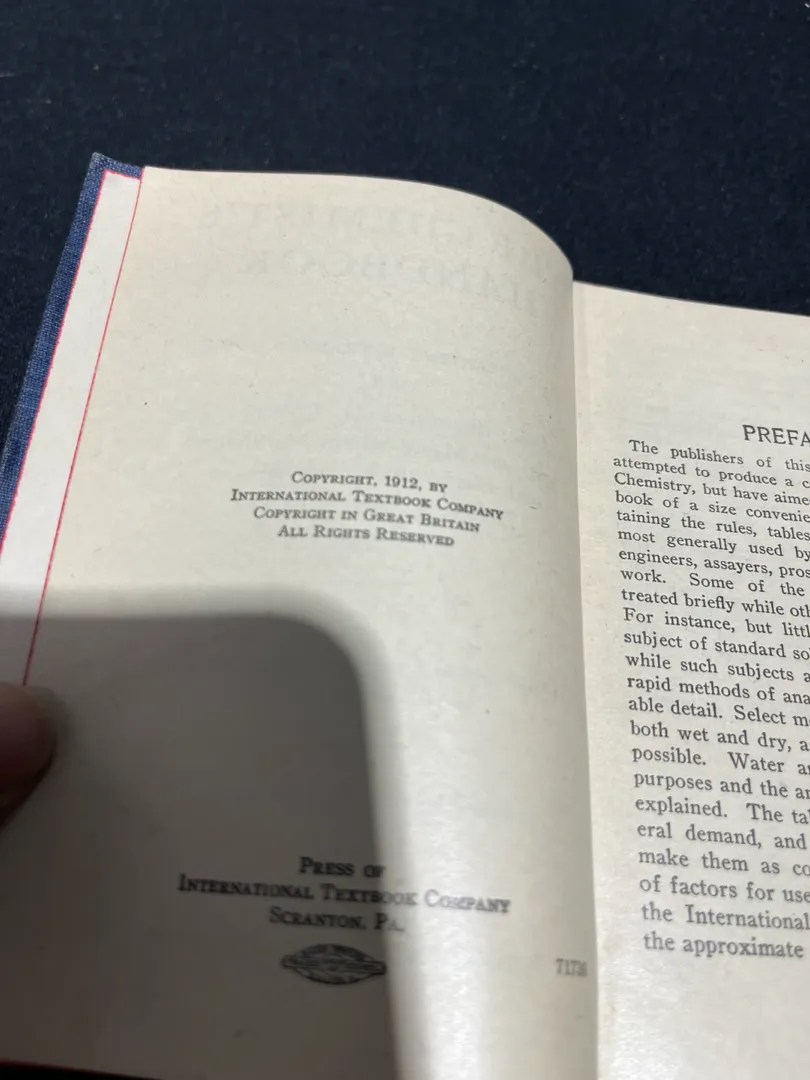 COPYRIGHT, 1912, BY
INTERNATIONAL TEXTBOOK COMPANY
COPYRIGHT IN GREAT BRITAIN
ALL RIGHTS RESERVED
PRESS OF
INTERNATIONAL TEXTBOOK COMPANY
SCRANTON, PA.
PREFA
The publishers of this
attempted to produce a c
Chemistry, but have aime
book of a size convenie
taining the rules, tables
most generally used by
engineers, assayers, pros
work. Some of the
treated briefly while oth
For instance, but littl
subject of standard so
while such subjects a
rapid methods of ana
able detail. Select m
both wet and dry, a
possible. Water a
purposes and the a
explained. The ta
eral demand, and
make them as co
of factors for use
the International
the approximate